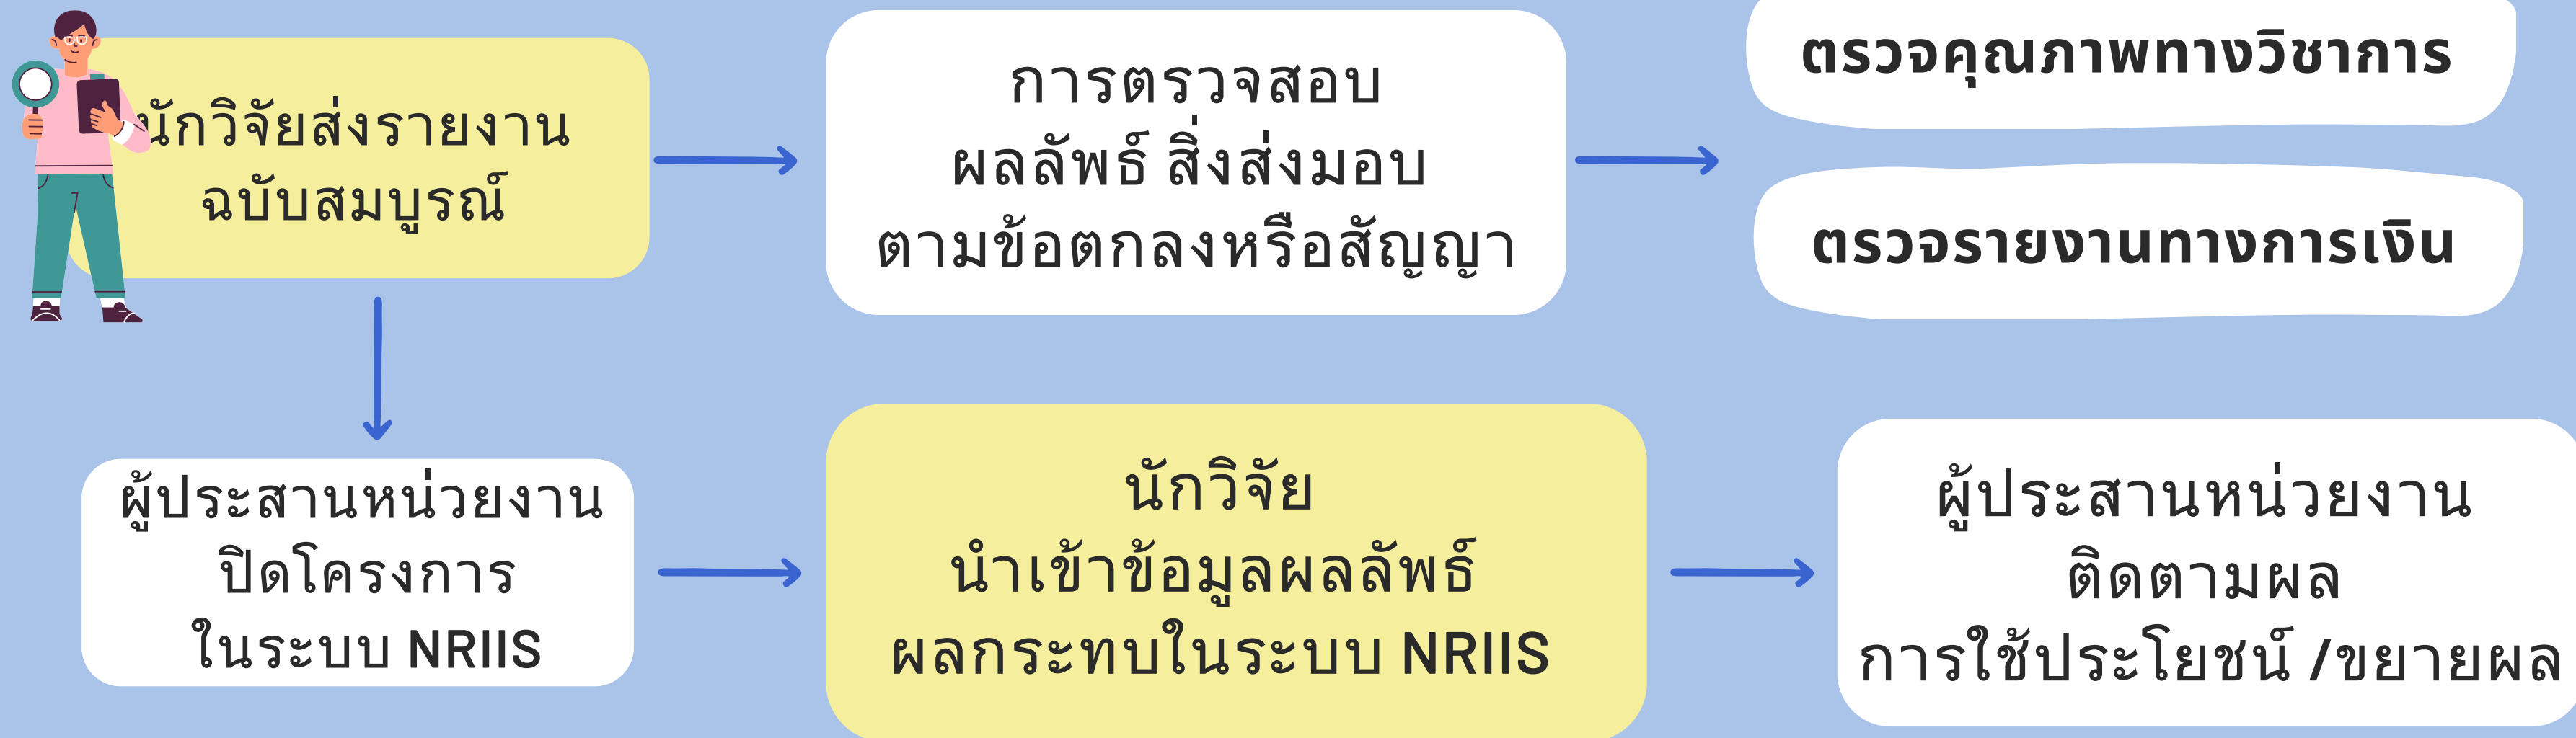 นักวิจัยส่งรายงาน
ฉบับสมบูรณ์
การตรวจสอบ
ผลลัพธ์ สิ่งส่งมอบ
ตามข้อตกลงหรือสัญญา
ตรวจคุณภาพทางวิชาการ
ตรวจรายงานทางการเงิน
ผู้ประสานหน่วยงาน
ปิดโครงการ
ในระบบ NRIIS
นักวิจัย
นำเข้าข้อมูลผลลัพธ์
ผลกระทบในระบบ NRIIS
ผู้ประสานหน่วยงาน
ติดตามผล
การใช้ประโยชน์ /ขยายผล